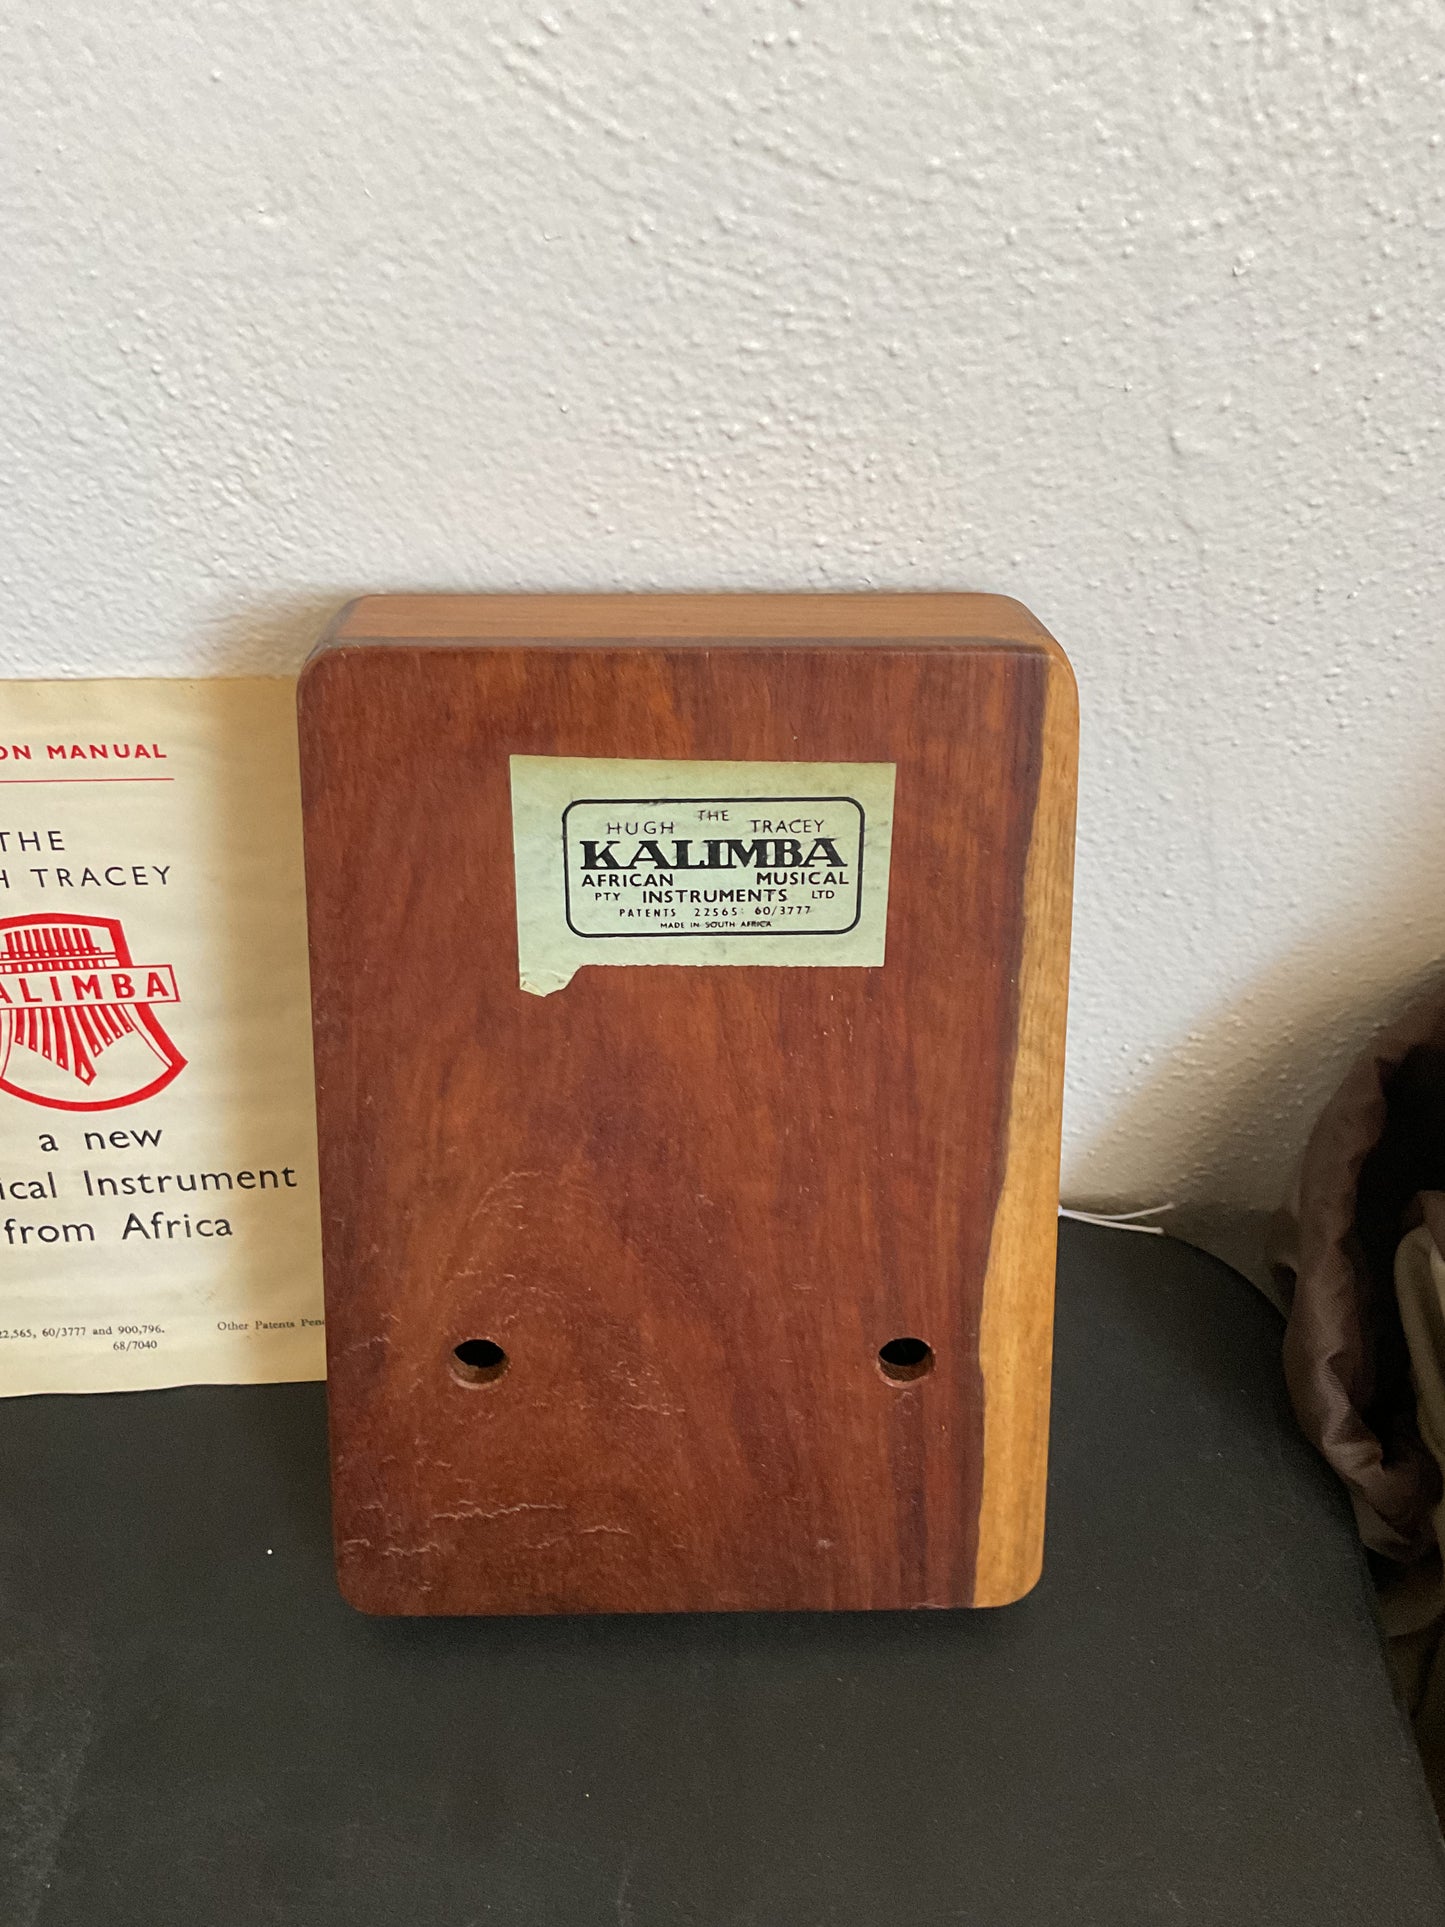 ON MANUAL
THE
H TRACEY
ALIMBA
a new
ical Instrument
from Africa
22,565, 60/3777 and 900,796.
68/7040
Other Patents Pen
THE
HUGH TRACEY
KALIMBA
AFRICAN MUSICAL
PTY INSTRUMENTS LTD
PATENTS 22565: 60/3777
MADE IN SOUTH AFRICA